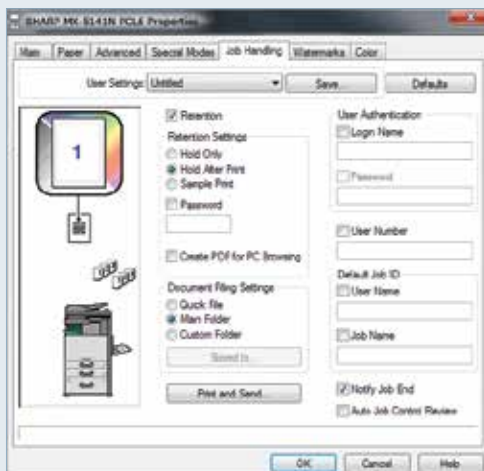 SHARP MX-5141N PCL6 Properties
Main Paper Advanced Special Modes Job Handling Watermarks Color
User Settings: Untitled Save... Defaults
1
Retention
Retention Settings
Hold Only
Hold After Print
Sample Print
Password
Create PDF for PC Browsing
Document Filing Settings
Quick File
Main Folder
Custom Folder
Stored to...
Print and Send...
User Authentication
Login Name
Password
User Number
Default Job ID
User Name
Job Name
Notify Job End
Auto Job Control Review
OK Cancel Help